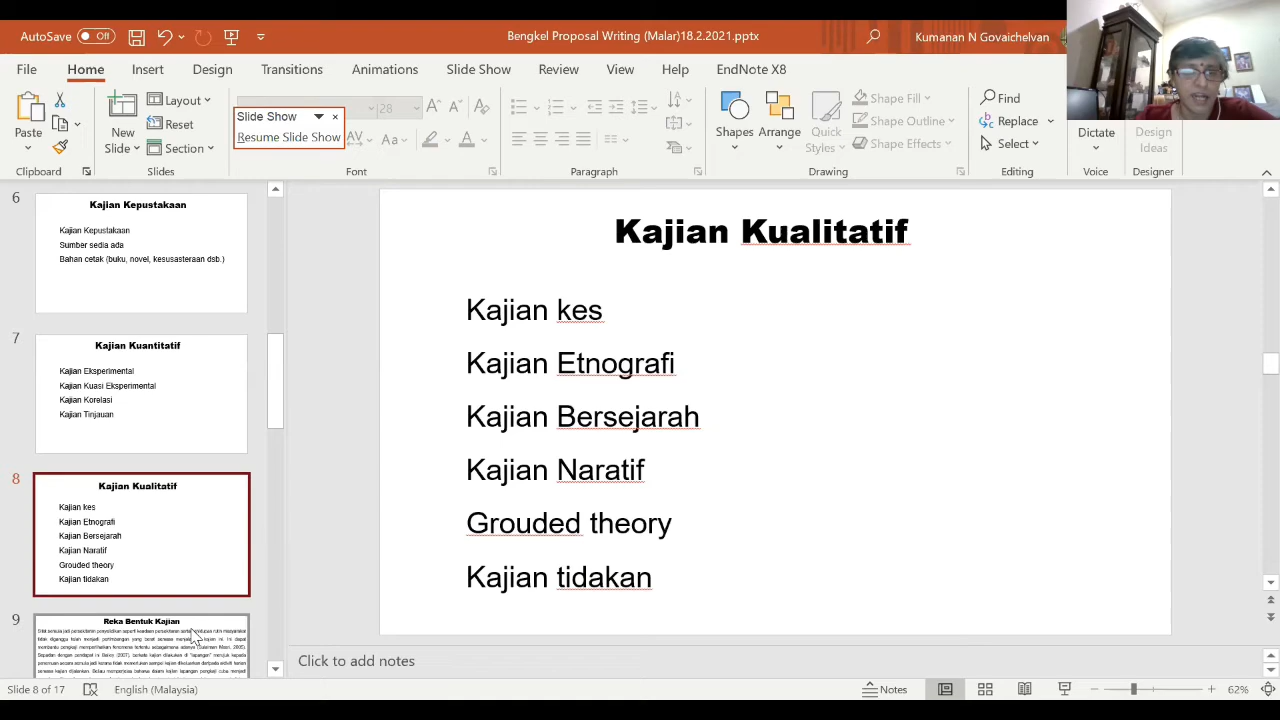 AutoSave Off
Bengkel Proposal Writing (Malar)18.2.2021.pptx
Kumanan N Govaichelvan
File Home Insert Design Transitions Animations Slide Show Review View Help EndNote X8
Paste
Clipboard
New Slide
Layout
Reset
Section
Slides
Slide Show
Resume Slide Show
28
Font
Paragraph
Shapes
Arrange
Quick Styles
Shape Fill
Shape Outline
Shape Effects
Drawing
Find
Replace
Select
Editing
Dictate
Voice
Design Ideas
Designer
6
Kajian Kepustakaan
Kajian Kepustakaan
Sumber sedia ada
Bahan cetak (buku, novel, kesusasteraan dsb.)
7
Kajian Kuantitatif
Kajian Eksperimental
Kajian Kuasi Eksperimental
Kajian Korelasi
Kajian Tinjauan
8
Kajian Kualitatif
Kajian kes
Kajian Etnografi
Kajian Bersejarah
Kajian Naratif
Grouded theory
Kajian tidakan
9
Reka Bentuk Kajian
Kajian Kualitatif
Kajian kes
Kajian Etnografi
Kajian Bersejarah
Kajian Naratif
Grouded theory
Kajian tidakan
Click to add notes
Slide 8 of 17
English (Malaysia)
Notes
62%